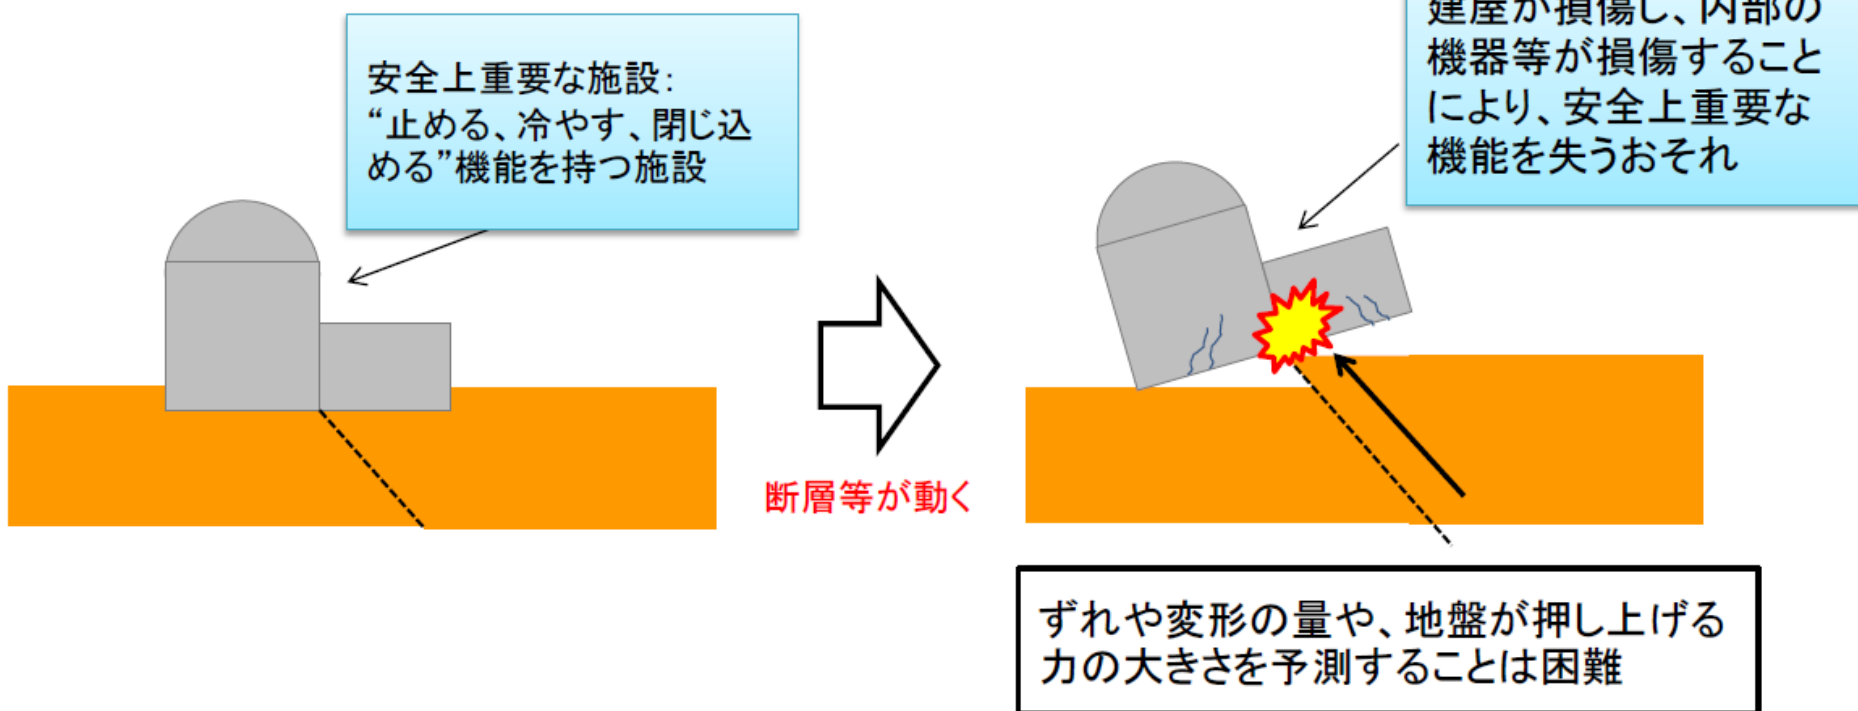 安全上重要な施設:
“止める、冷やす、閉じ込
める”機能を持つ施設
断層等が動く
建屋が損傷し、内部の
機器等が損傷すること
により、安全上重要な
機能を失うおそれ
ずれや変形の量や、地盤が押し上げる
力の大きさを予測することは困難